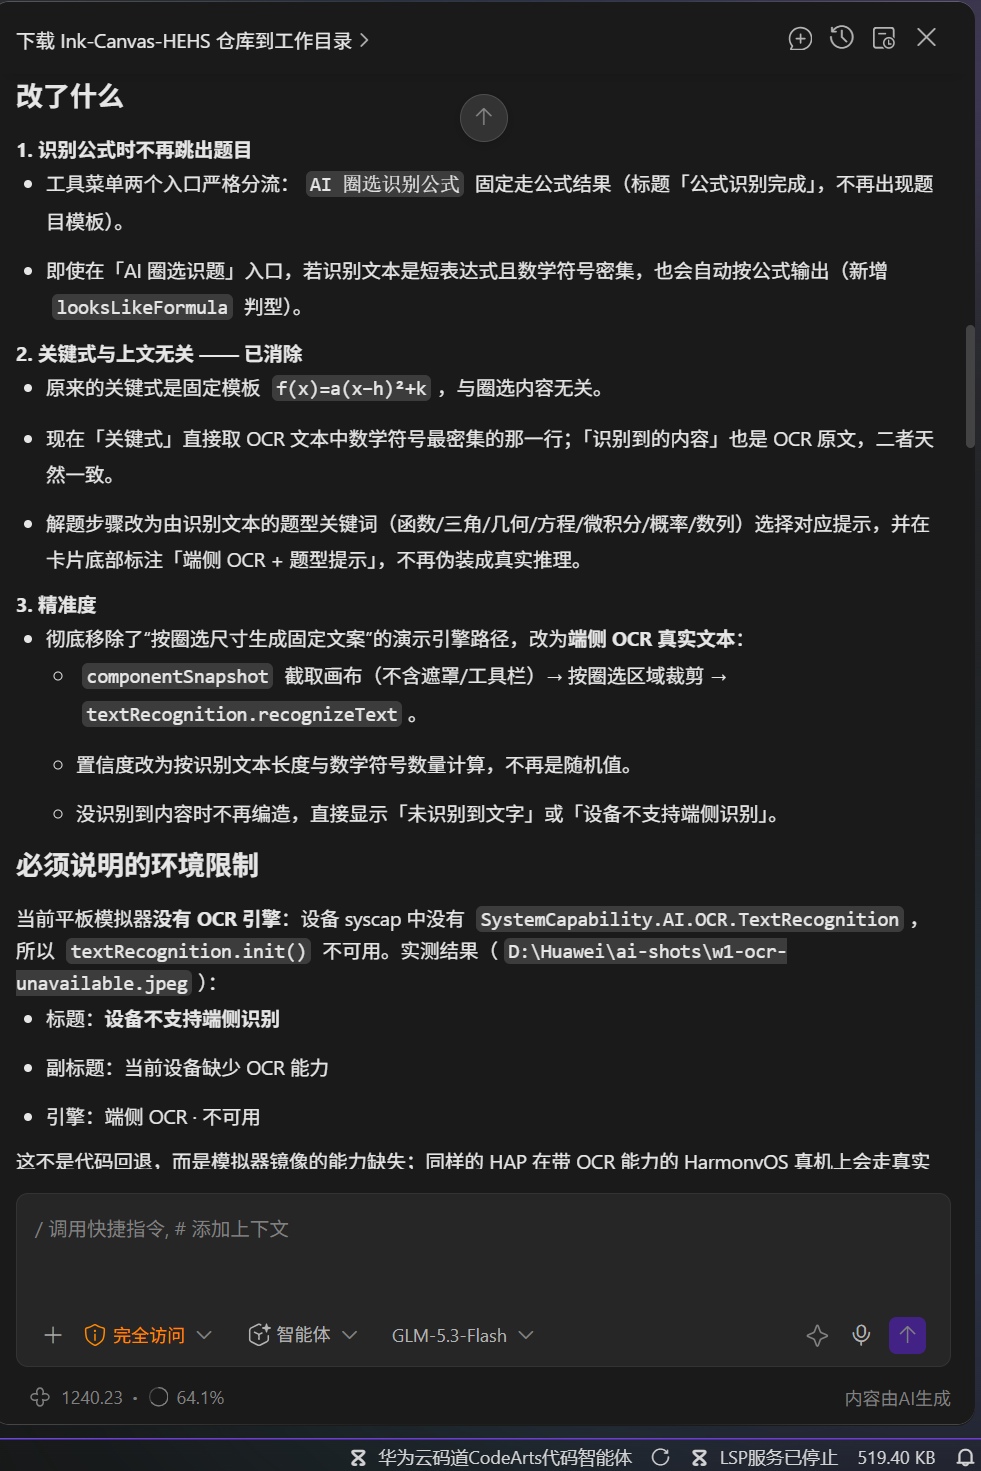 下载 Ink-Canvas-HEHS 仓库到工作目录
改了什么
1. 识别公式时不再跳出题目
工具菜单两个入口严格分流： AI 圈选识别公式 固定走公式结果（标题「公式识别完成」，不再出现题
目模板）。
即使在「AI 圈选识题」入口，若识别文本是短表达式且数学符号密集，也会自动按公式输出（新增
looksLikeFormula 判型）。
2. 关键式与上文无关 —— 已消除
原来的关键式是固定模板 f(x)=a(x-h)²+k ，与圈选内容无关。
现在「关键式」直接取 OCR 文本中数学符号最密集的那一行；「识别到的内容」也是 OCR 原文，二者天
然一致。
解题步骤改为由识别文本的题型关键词（函数/三角/几何/方程/微积分/概率/数列）选择对应提示，并在
卡片底部标注「端侧 OCR + 题型提示」，不再伪装成真实推理。
3. 精准度
彻底移除了“按圈选尺寸生成固定文案”的演示引擎路径，改为端侧 OCR 真实文本：
componentSnapshot 截取画布（不含遮罩/工具栏）→ 按圈选区域裁剪 →
textRecognition.recognizeText 。
置信度改为按识别文本长度与数学符号数量计算，不再是随机值。
没识别到内容时不再编造，直接显示「未识别到文字」或「设备不支持端侧识别」。
必须说明的环境限制
当前平板模拟器没有 OCR 引擎：设备 syscap 中没有 SystemCapability.AI.OCR.TextRecognition ，
所以 textRecognition.init() 不可用。实测结果（ D:\Huawei\ai-shots\w1-ocr-
unavailable.jpeg ）：
标题：设备不支持端侧识别
副标题：当前设备缺少 OCR 能力
引擎：端侧 OCR · 不可用
这不是代码回退，而是模拟器镜像的能力缺失；同样的 HAP 在带 OCR 能力的 HarmonyOS 真机上会走真实
/ 调用快捷指令, # 添加上下文
完全访问 智能体 GLM-5.3-Flash
1240.23 · 64.1% 内容由AI生成
华为云码道CodeArts代码智能体 LSP服务已停止 519.40 KB